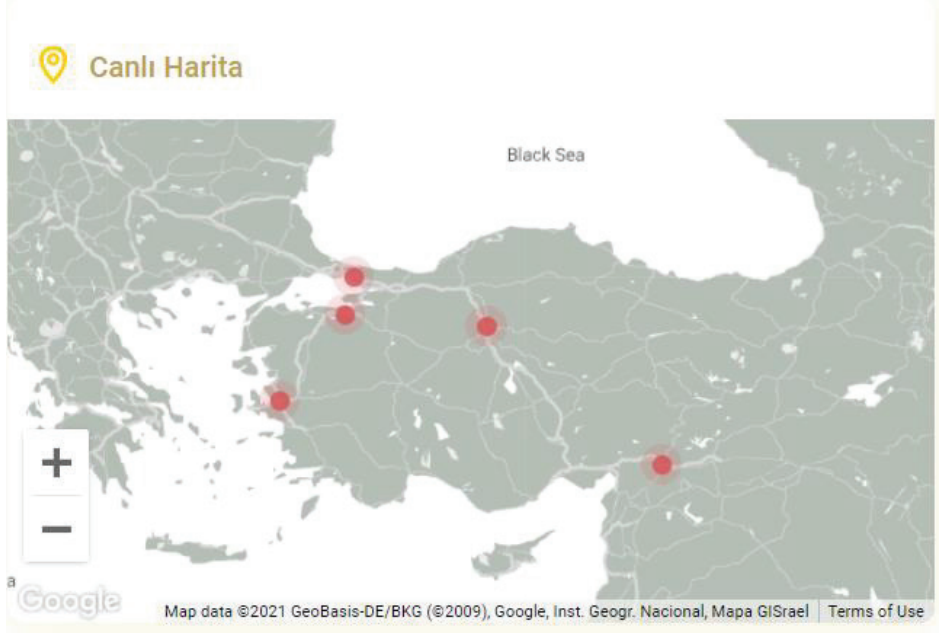 Canlı Harita
Black Sea
+
−
a
Google
Map data ©2021 GeoBasis-DE/BKG (©2009), Google, Inst. Geogr. Nacional, Mapa GISrael
Terms of Use